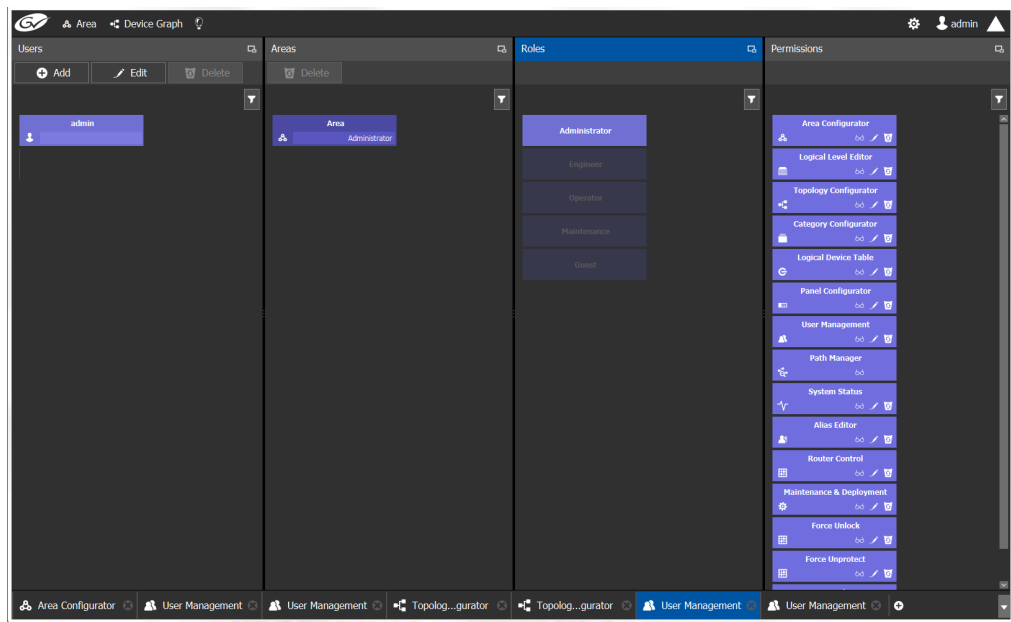 GV Area Device Graph admin
Users Areas Roles Permissions
Add Edit Delete Delete
admin
Area
Administrator
Administrator
Engineer
Operator
Maintenance
Guest
Area Configurator
Logical Level Editor
Topology Configurator
Category Configurator
Logical Device Table
Panel Configurator
User Management
Path Manager
System Status
Alias Editor
Router Control
Maintenance & Deployment
Force Unlock
Force Unprotect
Area Configurator User Management User Management Topolog...gurator Topolog...gurator User Management User Management